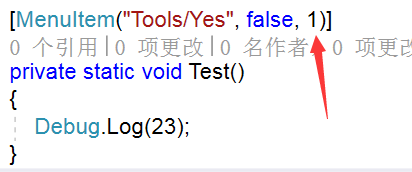 [MenuItem("Tools/Yes", false, 1)]
0 个引用|0 项更改|0 名作者, 0 项更改
private static void Test()
{
Debug.Log(23);
}